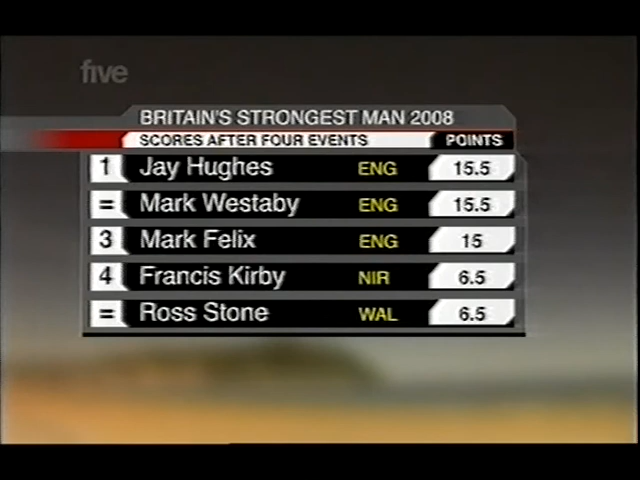 five
BRITAIN'S STRONGEST MAN 2008
SCORES AFTER FOUR EVENTS POINTS
1 Jay Hughes ENG 15.5
= Mark Westaby ENG 15.5
3 Mark Felix ENG 15
4 Francis Kirby NIR 6.5
= Ross Stone WAL 6.5